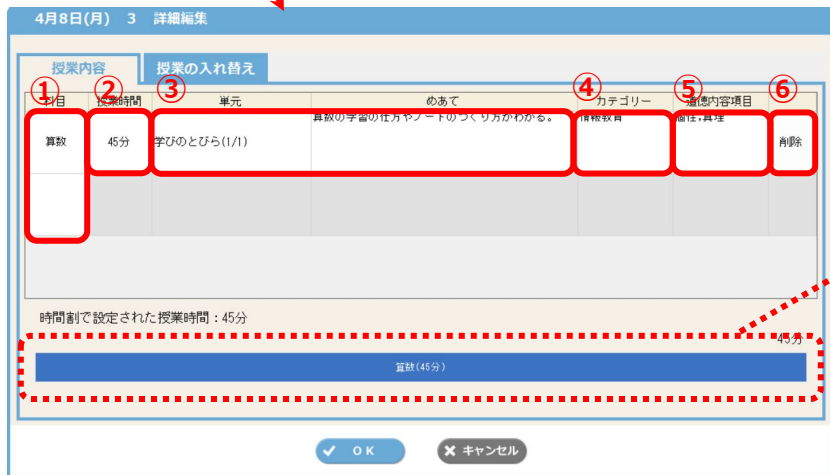 4月8日(月) 3 詳細編集
授業内容 授業の入れ替え
① ② ③ ④ ⑤ ⑥
科目 授業時間 単元 めあて カテゴリー 道徳内容項目
算数の学習の仕方やノートのつくり方がわかる。 情報教育 個性,真理
算数 45分 学びのとびら(1/1) 削除
時間割で設定された授業時間:45分
45分
算数(45分)
OK キャンセル